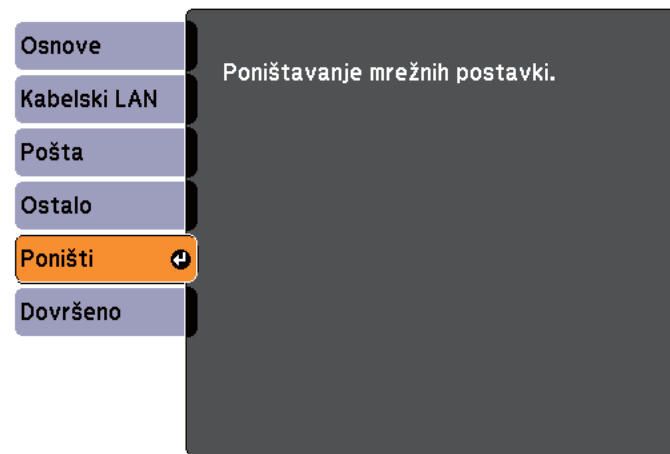 Osnove
Kabelski LAN
Pošta
Ostalo
Poništi
Dovršeno
Poništavanje mrežnih postavki.